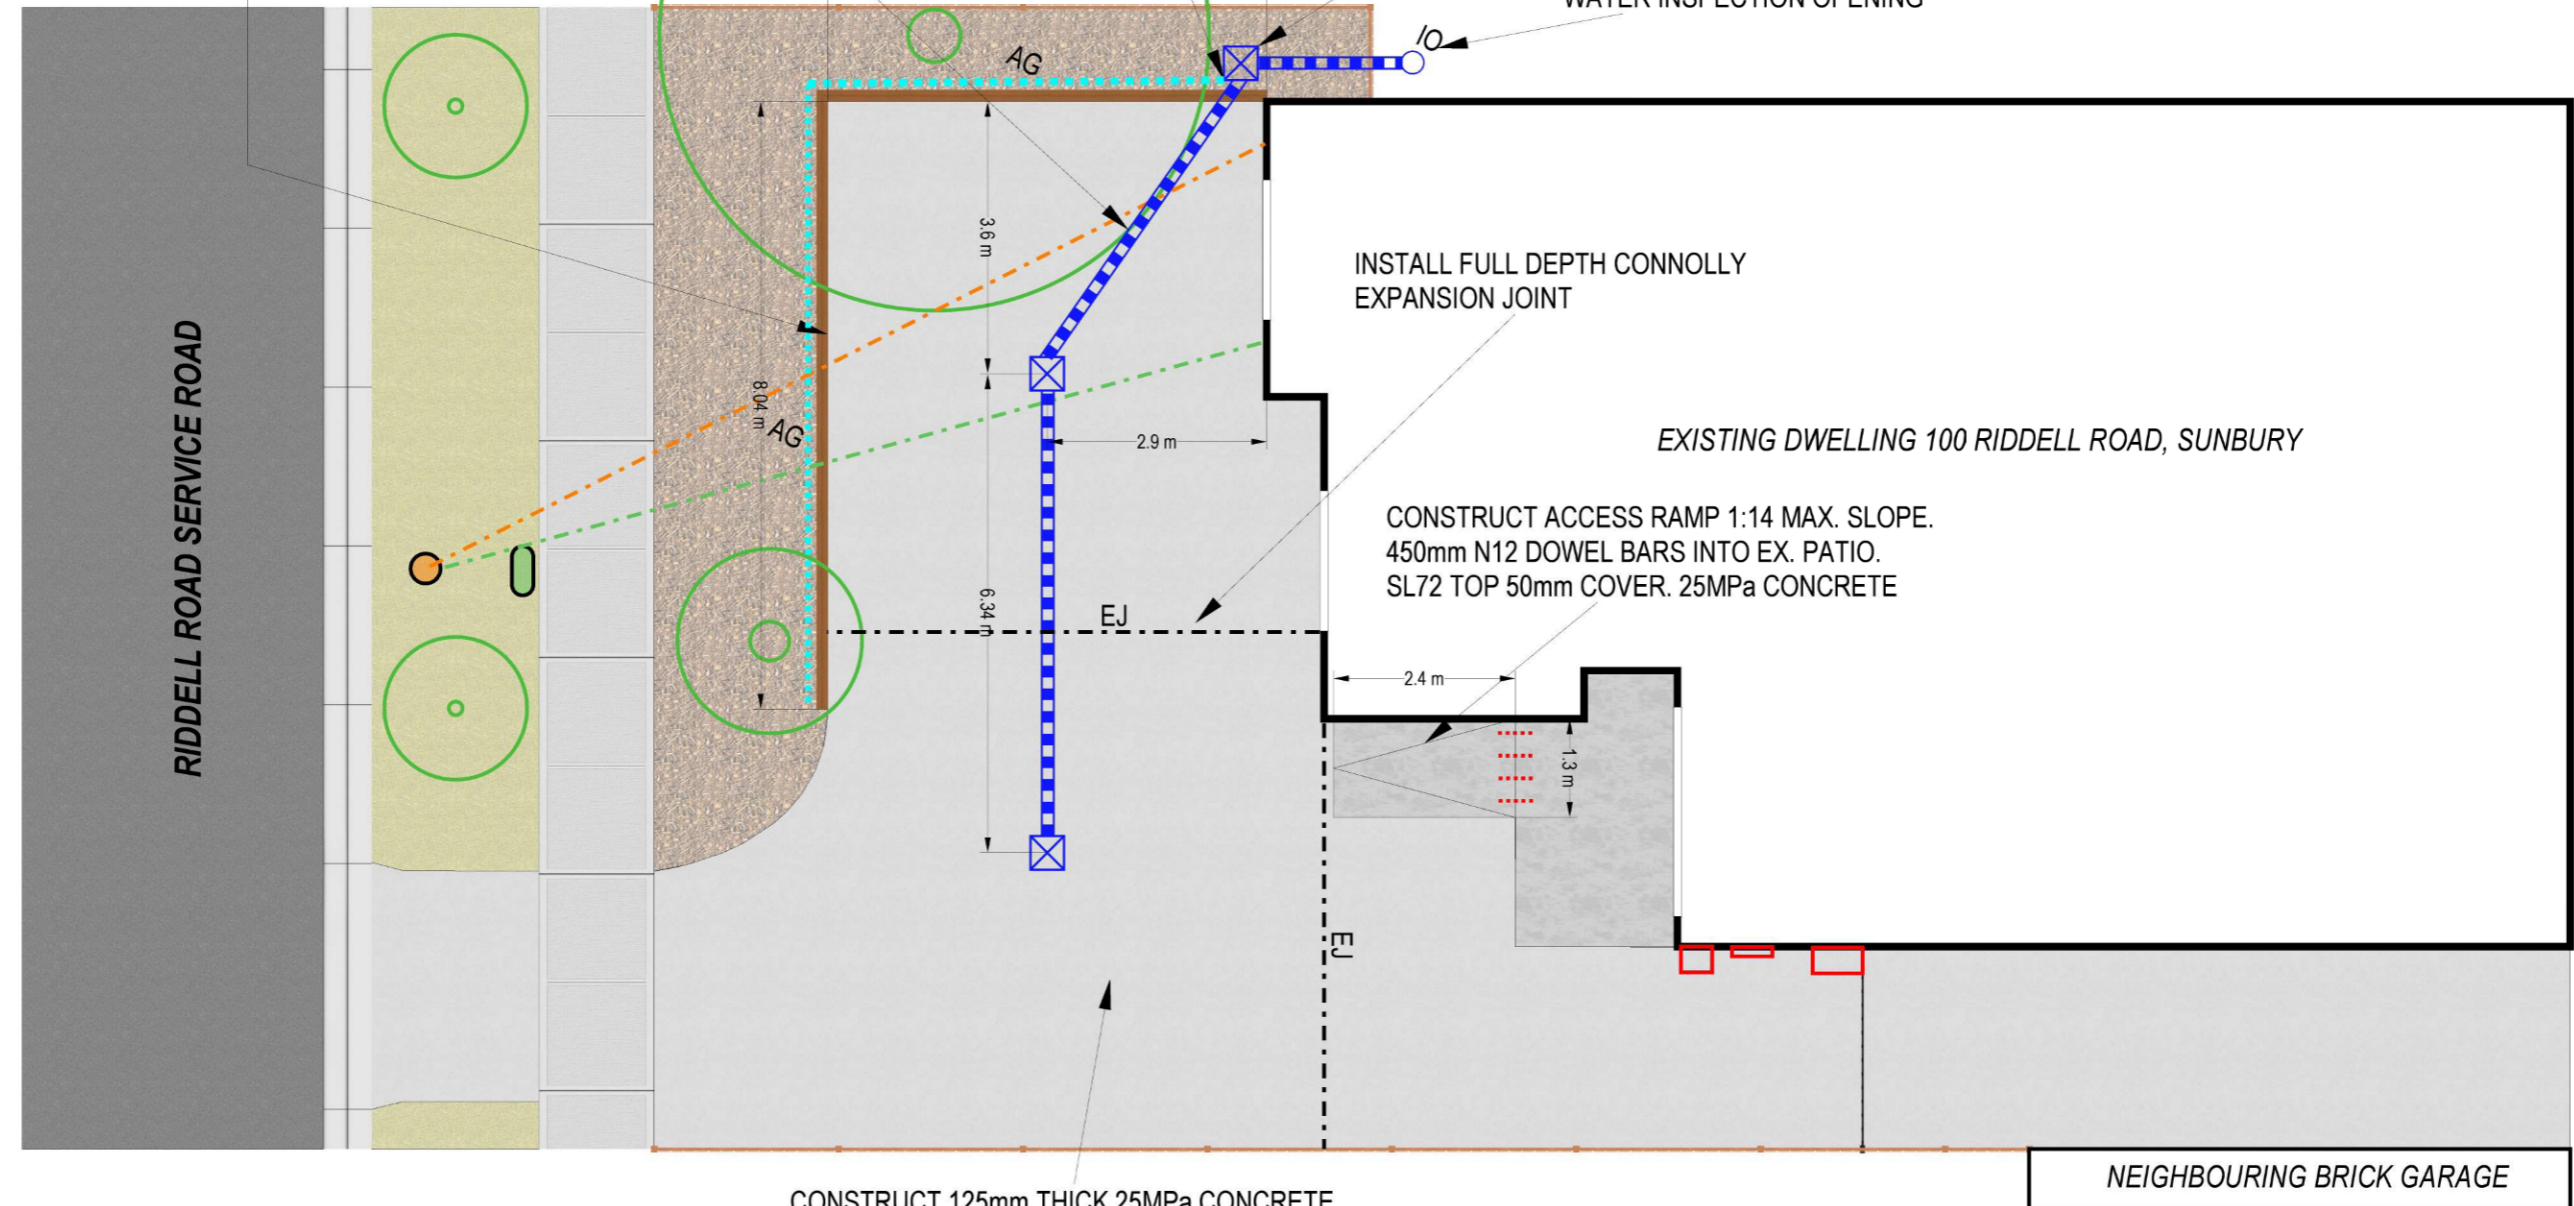 WATER INSPECTION OPENING
IO
AG
3.6 m
INSTALL FULL DEPTH CONNOLLY
EXPANSION JOINT
RIDDELL ROAD SERVICE ROAD
8.04 m
AG
2.9 m
EXISTING DWELLING 100 RIDDELL ROAD, SUNBURY
CONSTRUCT ACCESS RAMP 1:14 MAX. SLOPE.
450mm N12 DOWEL BARS INTO EX. PATIO.
SL72 TOP 50mm COVER. 25MPa CONCRETE
6.34 m
EJ
2.4 m
1.3 m
EJ
CONSTRUCT 125mm THICK 25MPa CONCRETE
NEIGHBOURING BRICK GARAGE